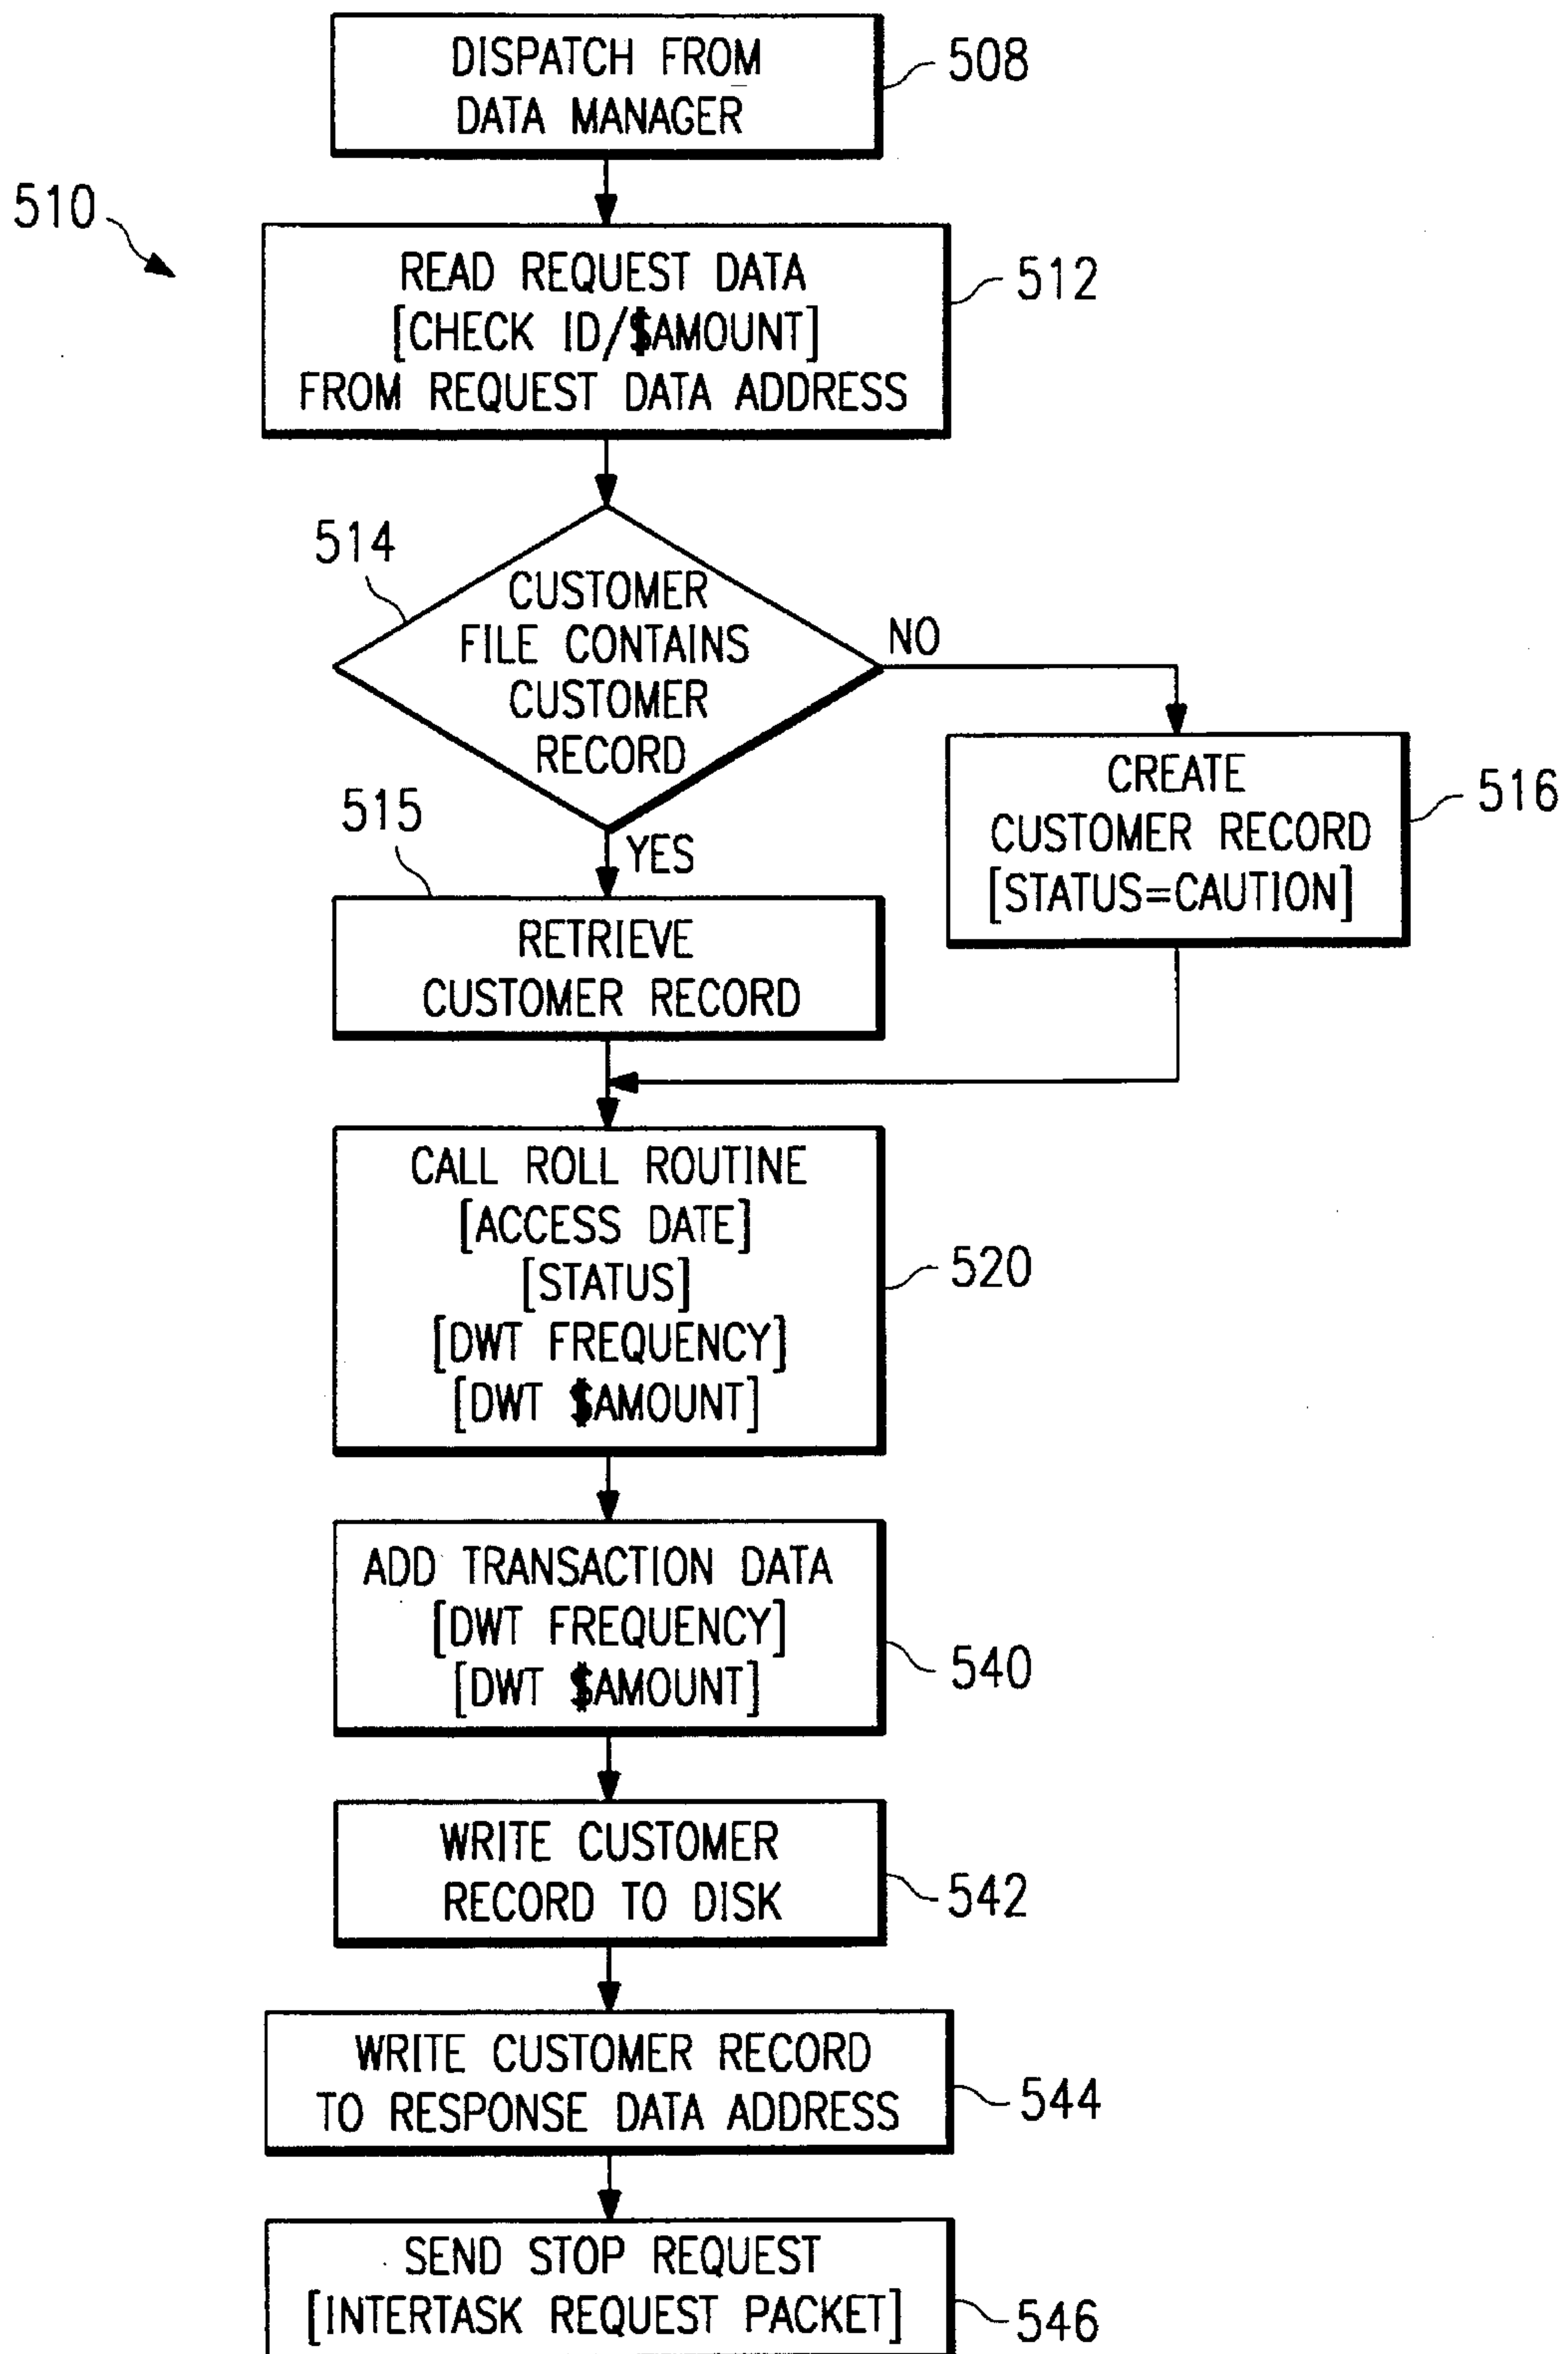 DISPATCH FROM
DATA MANAGER
508
510
READ REQUEST DATA
[CHECK ID/$AMOUNT]
FROM REQUEST DATA ADDRESS
512
514
CUSTOMER
FILE CONTAINS
CUSTOMER
RECORD
NO
CREATE
CUSTOMER RECORD
[STATUS=CAUTION]
516
515
YES
RETRIEVE
CUSTOMER RECORD
CALL ROLL ROUTINE
[ACCESS DATE]
[STATUS]
[DWT FREQUENCY]
[DWT $AMOUNT]
520
ADD TRANSACTION DATA
[DWT FREQUENCY]
[DWT $AMOUNT]
540
WRITE CUSTOMER
RECORD TO DISK
542
WRITE CUSTOMER RECORD
TO RESPONSE DATA ADDRESS
544
SEND STOP REQUEST
[INTERTASK REQUEST PACKET]
546